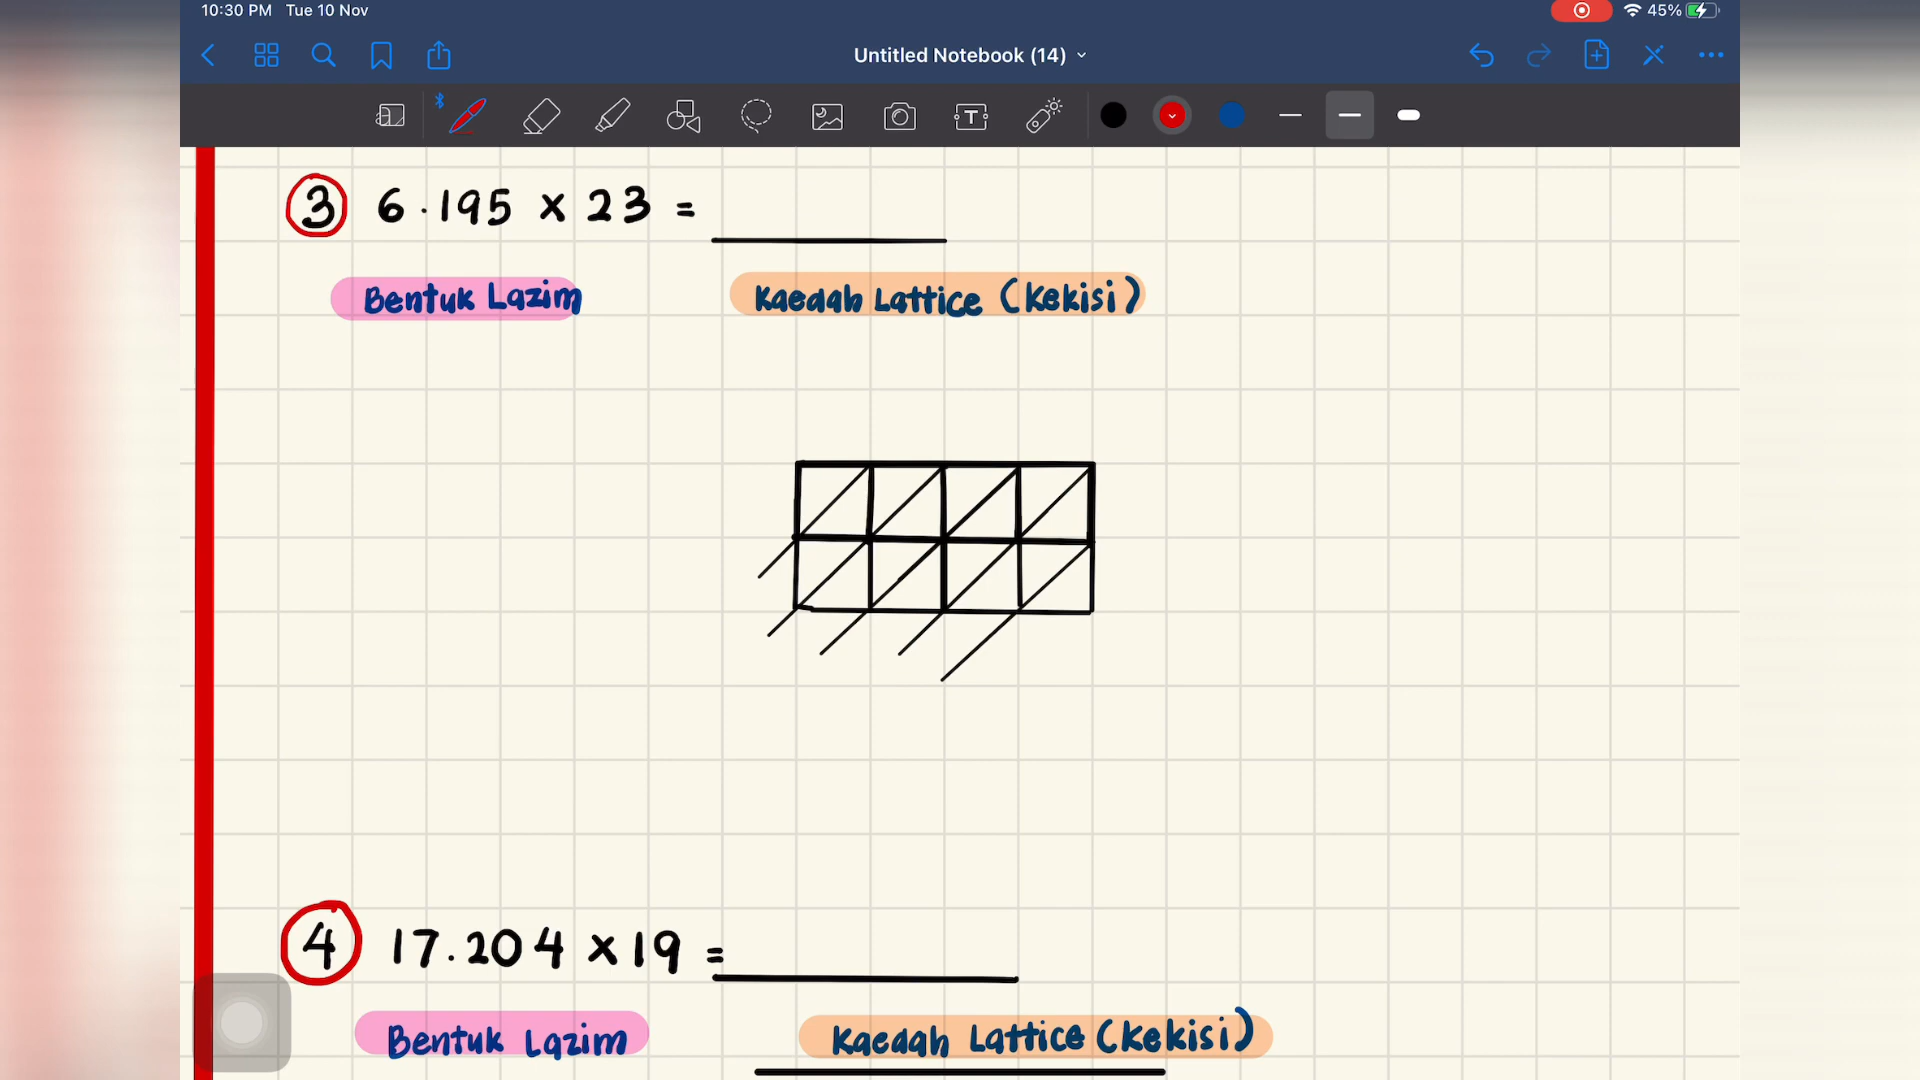 10:30 PM Tue 10 Nov
45%
Untitled Notebook (14)
T
3 6.195 x 23 =
Bentuk Lazim
Kaedah Lattice (Kekisi)
4 17.204 x 19 =
Bentuk Lazim
Kaedah Lattice (Kekisi)